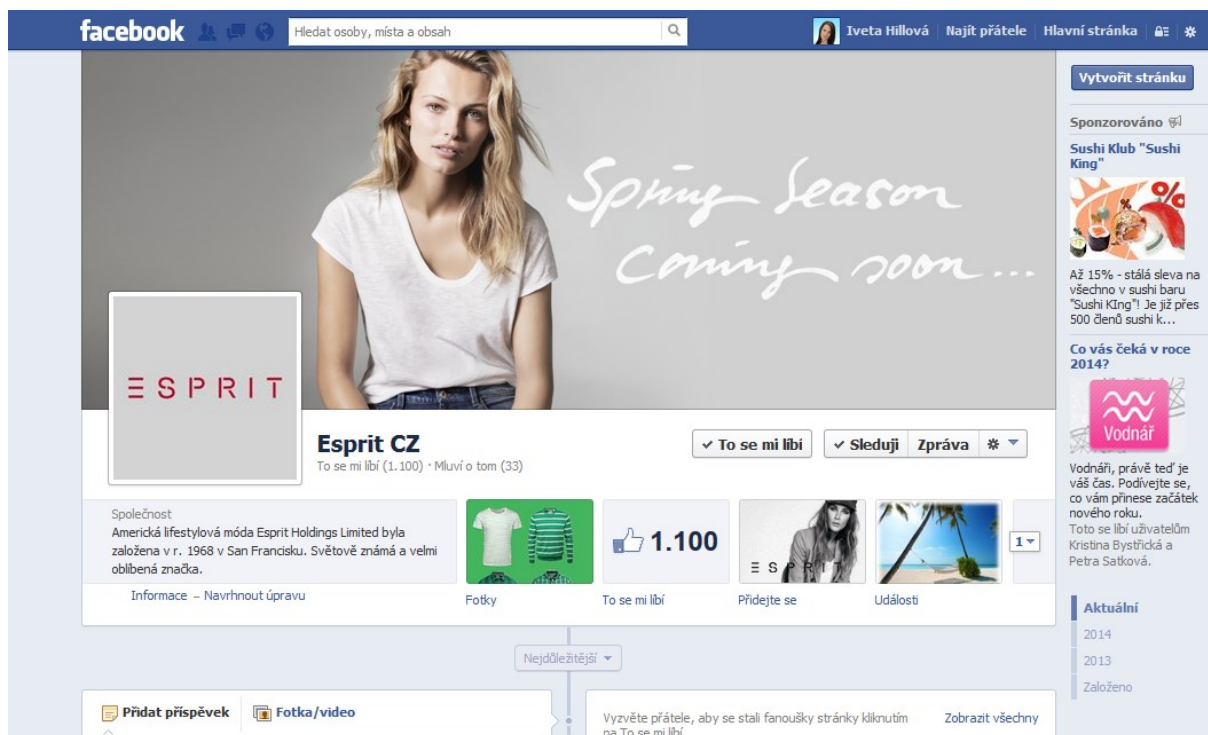 facebook
Hledat osoby, místa a obsah
Iveta Hillová
Najít přátele
Hlavní stránka
Spring Season
Coming soon...
ESPRIT
Esprit CZ
To se mi líbí (1.100) · Mluví o tom (33)
✓ To se mi líbí
✓ Sleduji
Zpráva
Společnost
Americká lifestylová móda Esprit Holdings Limited byla
založena v r. 1968 v San Francisku. Světově známá a velmi
oblíbená značka.
Informace – Navrhnout úpravu
Fotky
1.100
To se mi líbí
ESPRIT
Přidejte se
Události
1
Nejdůležitější
Přidat příspěvek
Fotka/video
Vyzvěte přátele, aby se stali fanoušky stránky kliknutím
na To se mi líbí
Zobrazit všechny
Vytvořit stránku
Sponzorováno
Sushi Klub "Sushi
King"
%
Až 15% - stálá sleva na
všechno v sushi baru
"Sushi KIng"! Je již přes
500 členů sushi k...
Co vás čeká v roce
2014?
Vodnář
Vodnáři, právě teď je
váš čas. Podívejte se,
co vám přinese začátek
nového roku.
Toto se líbí uživatelům
Kristina Bystřická a
Petra Satková.
Aktuální
2014
2013
Založeno